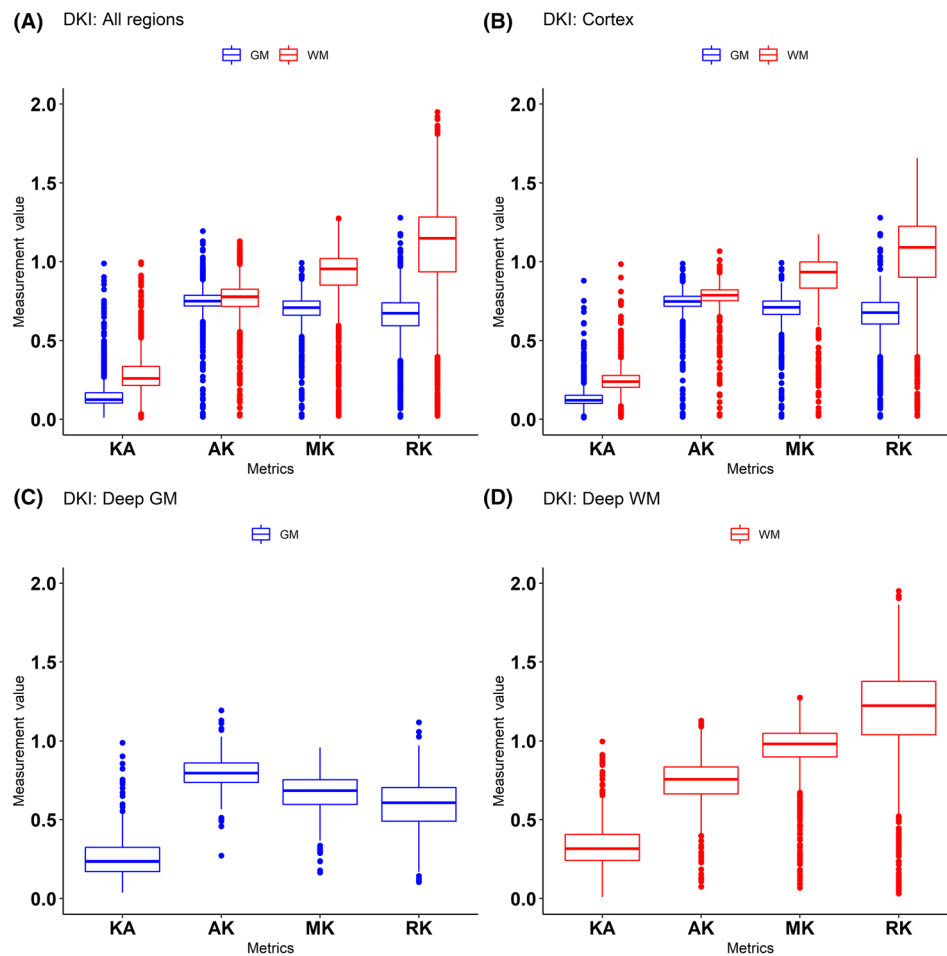 (A) DKI: All regions
GM WM
2.0
1.5
1.0
0.5
0.0
Measurement value
KA AK MK RK
Metrics
(B) DKI: Cortex
GM WM
2.0
1.5
1.0
0.5
0.0
Measurement value
KA AK MK RK
Metrics
(C) DKI: Deep GM
GM
2.0
1.5
1.0
0.5
0.0
Measurement value
KA AK MK RK
Metrics
(D) DKI: Deep WM
WM
2.0
1.5
1.0
0.5
0.0
Measurement value
KA AK MK RK
Metrics